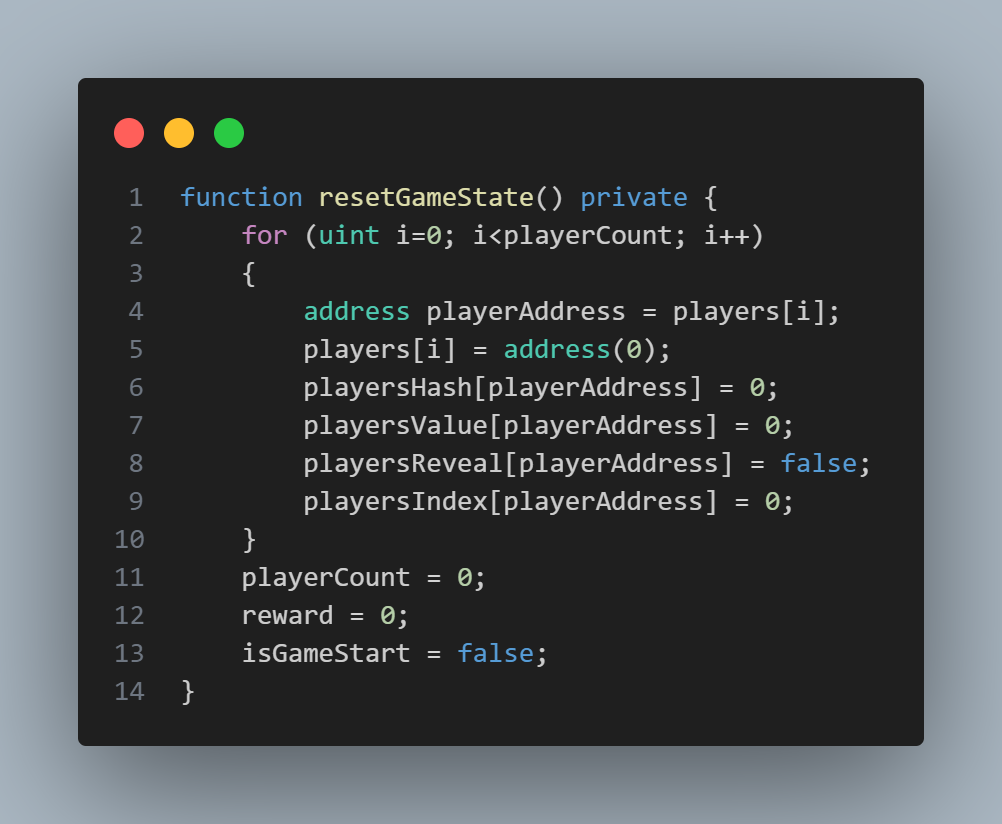 1 function resetGameState() private {
2     for (uint i=0; i<playerCount; i++)
3     {
4         address playerAddress = players[i];
5         players[i] = address(0);
6         playersHash[playerAddress] = 0;
7         playersValue[playerAddress] = 0;
8         playersReveal[playerAddress] = false;
9         playersIndex[playerAddress] = 0;
10     }
11     playerCount = 0;
12     reward = 0;
13     isGameStart = false;
14 }